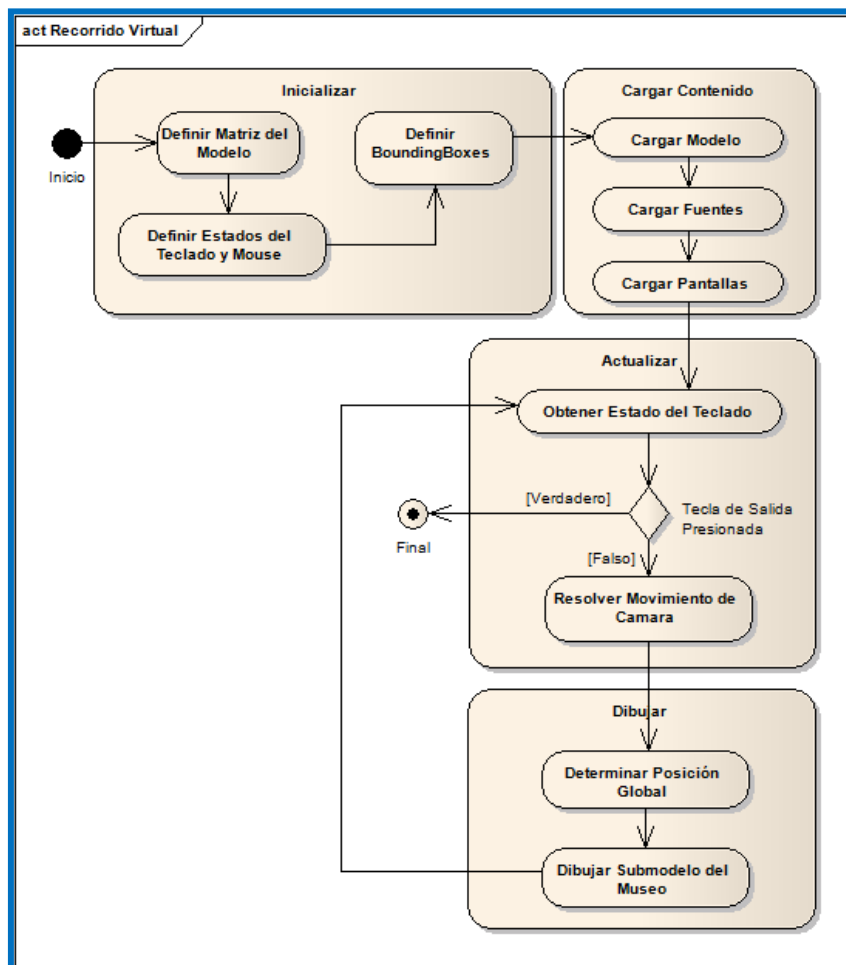 act Recorrido Virtual
Inicializar
Inicio
Definir Matriz del
Modelo
Definir Estados del
Teclado y Mouse
Definir
BoundingBoxes
Cargar Contenido
Cargar Modelo
Cargar Fuentes
Cargar Pantallas
Actualizar
Obtener Estado del Teclado
[Verdadero]
Tecla de Salida
Presionada
Final
[Falso]
Resolver Movimiento de
Camara
Dibujar
Determinar Posición
Global
Dibujar Submodelo del
Museo